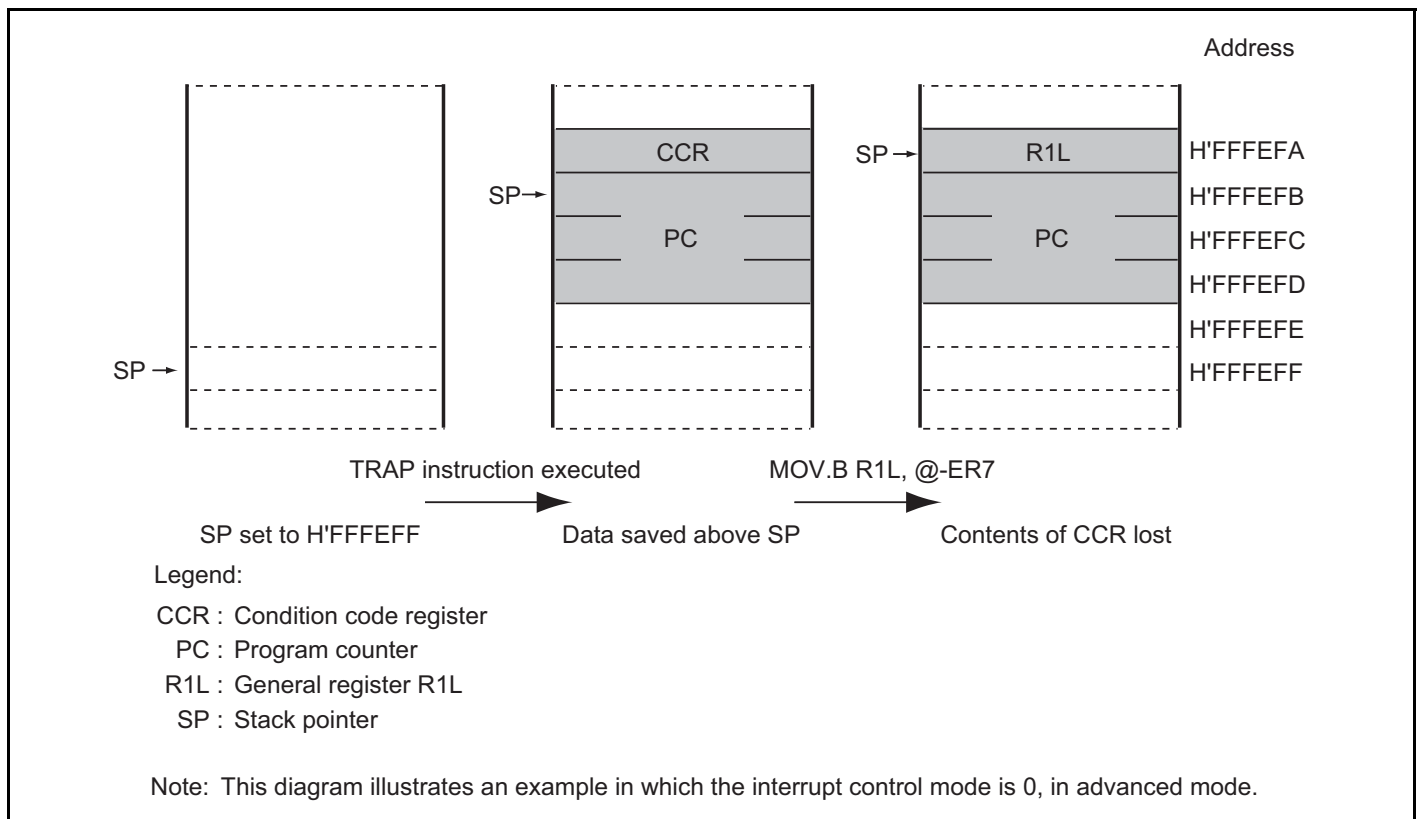 Address
CCR
SP
R1L
H'FFFEFA
SP
H'FFFEFB
PC
PC
H'FFFEFC
H'FFFEFD
H'FFFEFE
SP
H'FFFEFF
TRAP instruction executed
MOV.B R1L, @-ER7
SP set to H'FFFEFF
Data saved above SP
Contents of CCR lost
Legend:
CCR : Condition code register
PC : Program counter
R1L : General register R1L
SP : Stack pointer
Note: This diagram illustrates an example in which the interrupt control mode is 0, in advanced mode.